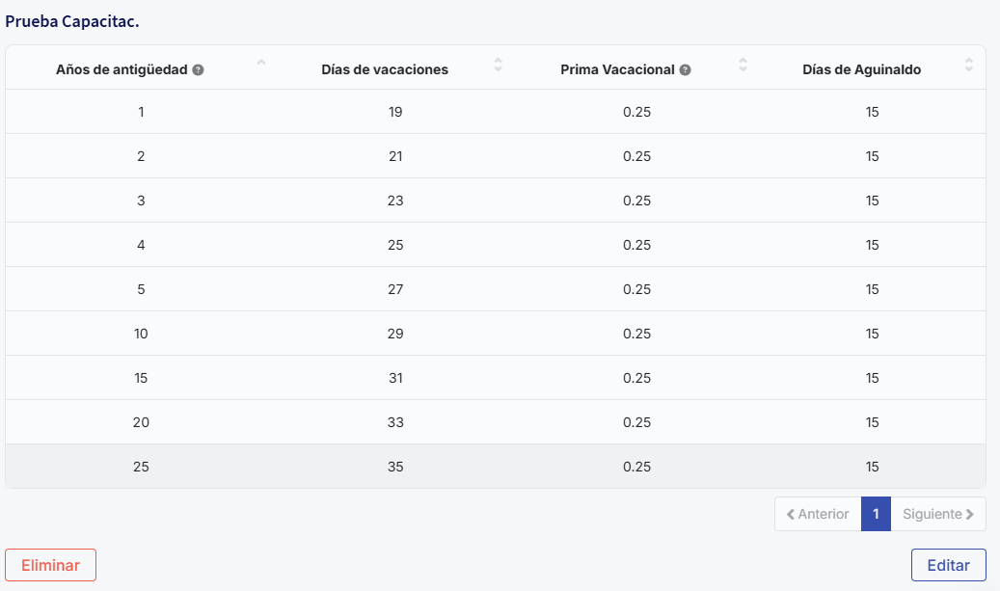 Prueba Capacitac.
Años de antigüedad ? Días de vacaciones Prima Vacacional ? Días de Aguinaldo
1 19 0.25 15
2 21 0.25 15
3 23 0.25 15
4 25 0.25 15
5 27 0.25 15
10 29 0.25 15
15 31 0.25 15
20 33 0.25 15
25 35 0.25 15
Anterior 1 Siguiente
Eliminar Editar